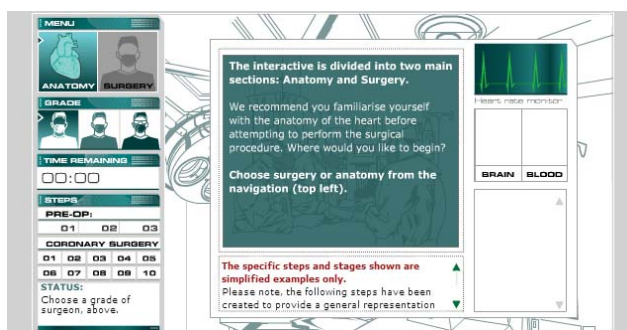 MENU
ANATOMY
SURGERY
GRADE
TIME REMAINING
00:00
STEPS
PRE-OP:
01 02 03
CORONARY SURGERY
01 02 03 04 05
06 07 08 09 10
STATUS:
Choose a grade of
surgeon, above.
The interactive is divided into two main
sections: Anatomy and Surgery.
We recommend you familiarise yourself
with the anatomy of the heart before
attempting to perform the surgical
procedure. Where would you like to begin?
Choose surgery or anatomy from the
navigation (top left).
The specific steps and stages shown are
simplified examples only.
Please note, the following steps have been
created to provide a general representation
Heart rate monitor
BRAIN BLOOD